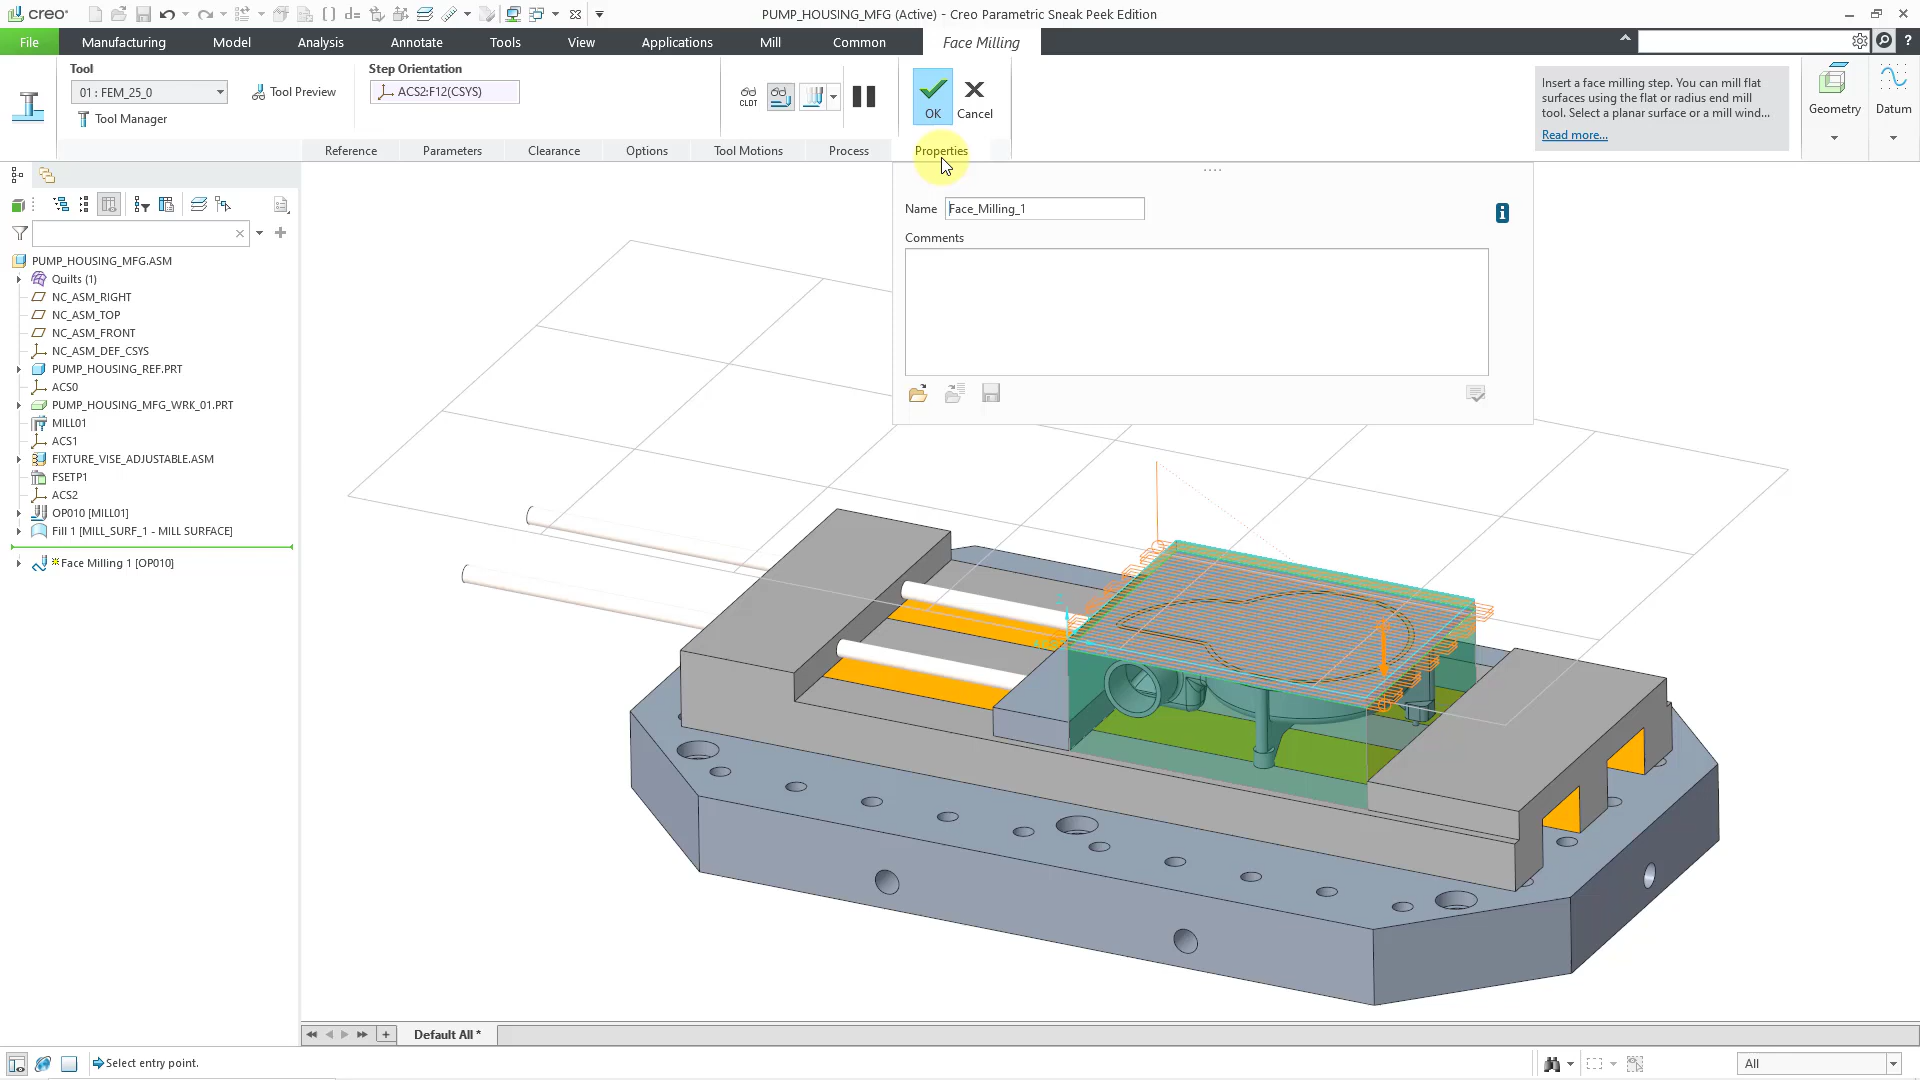 creo
PUMP_HOUSING_MFG (Active) - Creo Parametric Sneak Peek Edition
File Manufacturing Model Analysis Annotate Tools View Applications Mill Common Face Milling
Tool
01 : FEM_25_0
Tool Preview
Tool Manager
Step Orientation
ACS2:F12(CSYS)
CLDT
OK
Cancel
Insert a face milling step. You can mill flat
surfaces using the flat or radius end mill
tool. Select a planar surface or a mill wind...
Read more...
Geometry
Datum
Reference Parameters Clearance Options Tool Motions Process Properties
Name Face_Milling_1
Comments
PUMP_HOUSING_MFG.ASM
Quilts (1)
NC_ASM_RIGHT
NC_ASM_TOP
NC_ASM_FRONT
NC_ASM_DEF_CSYS
PUMP_HOUSING_REF.PRT
ACS0
PUMP_HOUSING_MFG_WRK_01.PRT
MILL01
ACS1
FIXTURE_VISE_ADJUSTABLE.ASM
FSETP1
ACS2
OP010 [MILL01]
Fill 1 [MILL_SURF_1 - MILL SURFACE]
Face Milling 1 [OP010]
Default All *
Select entry point.
All